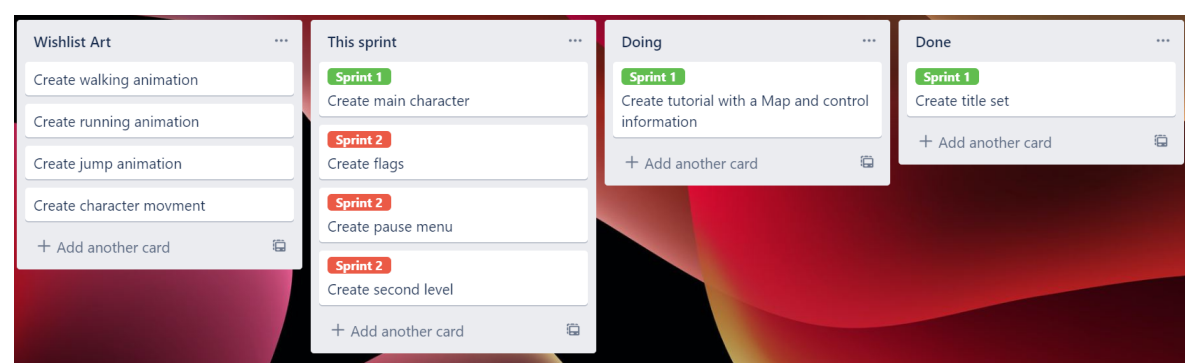 Wishlist Art
Create walking animation
Create running animation
Create jump animation
Create character movment
+ Add another card
This sprint
Sprint 1
Create main character
Sprint 2
Create flags
Sprint 2
Create pause menu
Sprint 2
Create second level
+ Add another card
Doing
Sprint 1
Create tutorial with a Map and control
information
+ Add another card
Done
Sprint 1
Create title set
+ Add another card